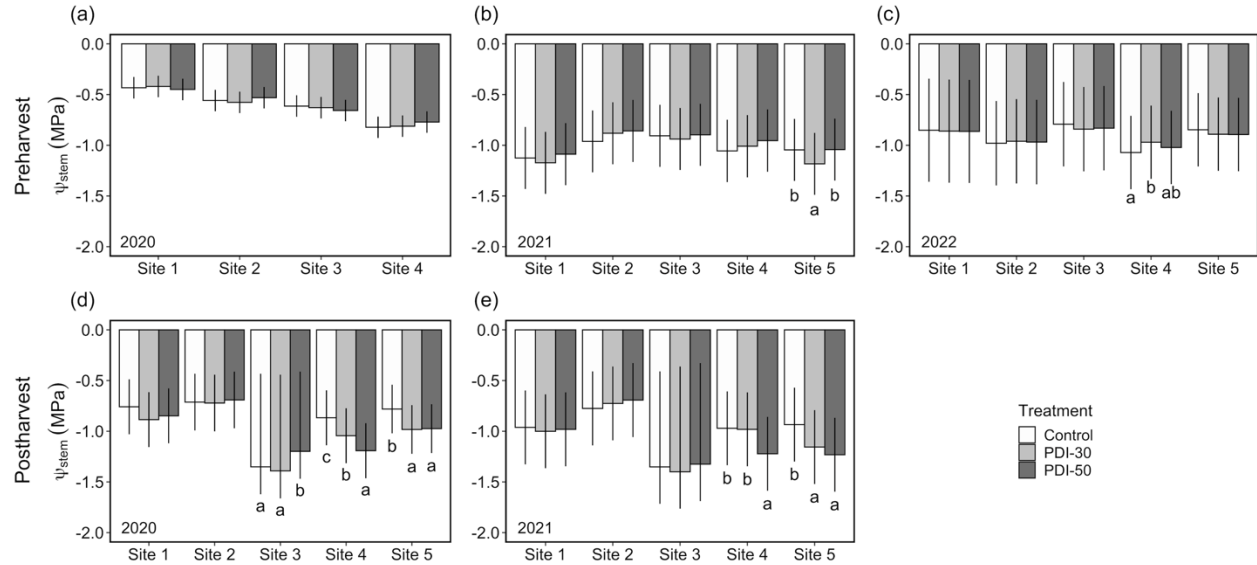 (a)
(b)
(c)
Preharvest
Ψstem (MPa)
0.0
-0.5
-1.0
-1.5
-2.0
2020
Site 1 Site 2 Site 3 Site 4
0.0
-0.5
-1.0
-1.5
-2.0
b a b
2021
Site 1 Site 2 Site 3 Site 4 Site 5
0.0
-0.5
-1.0
-1.5
-2.0
a b ab
2022
Site 1 Site 2 Site 3 Site 4 Site 5
(d)
(e)
Postharvest
Ψstem (MPa)
0.0
-0.5
-1.0
-1.5
-2.0
a a b c b a b a a
2020
Site 1 Site 2 Site 3 Site 4 Site 5
0.0
-0.5
-1.0
-1.5
-2.0
b b a b a a
2021
Site 1 Site 2 Site 3 Site 4 Site 5
Treatment
Control
PDI-30
PDI-50